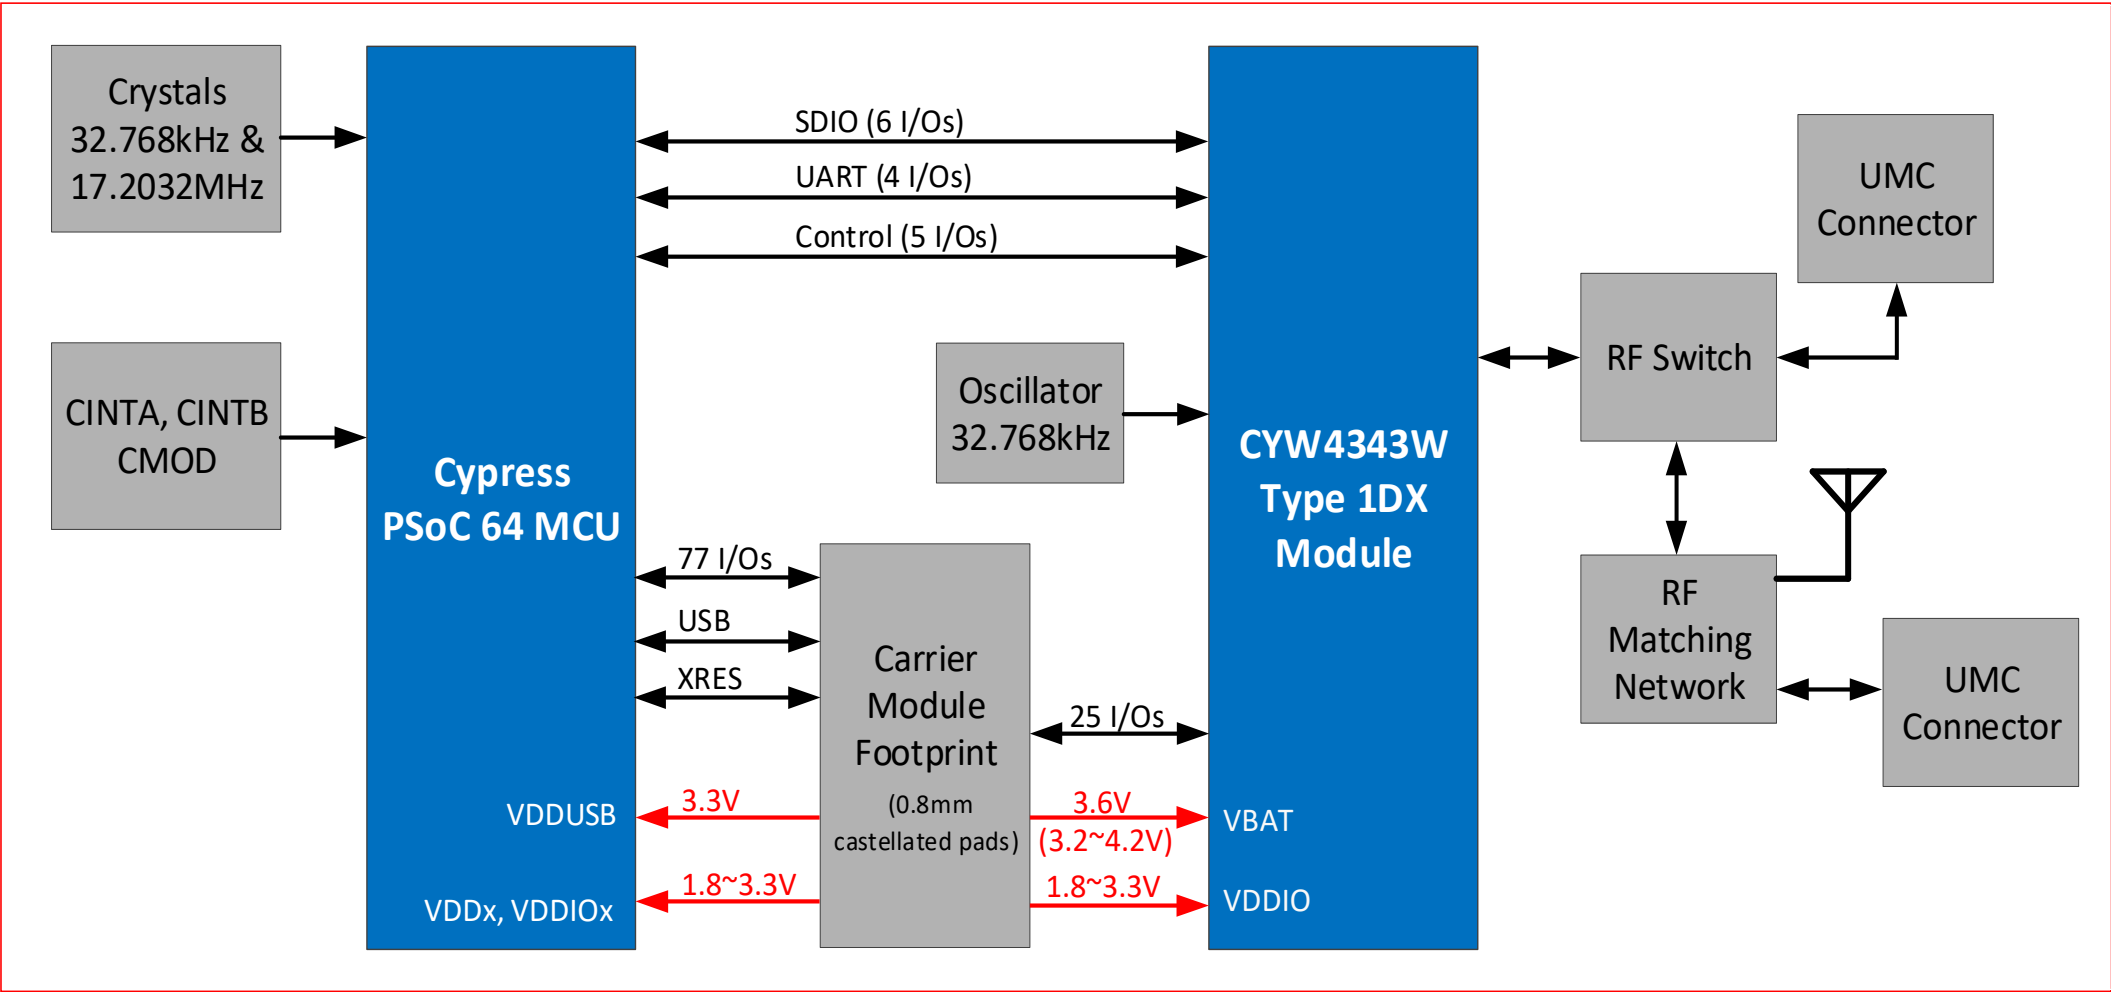 Crystals
32.768kHz &
17.2032MHz
CINTA, CINTB
CMOD
Cypress
PSoC 64 MCU
VDDUSB
VDDx, VDDIOx
SDIO (6 I/Os)
UART (4 I/Os)
Control (5 I/Os)
Oscillator
32.768kHz
77 I/Os
USB
XRES
3.3V
1.8~3.3V
Carrier
Module
Footprint
(0.8mm
castellated pads)
25 I/Os
3.6V
(3.2~4.2V)
1.8~3.3V
CYW4343W
Type 1DX
Module
VBAT
VDDIO
RF Switch
UMC
Connector
RF
Matching
Network
UMC
Connector